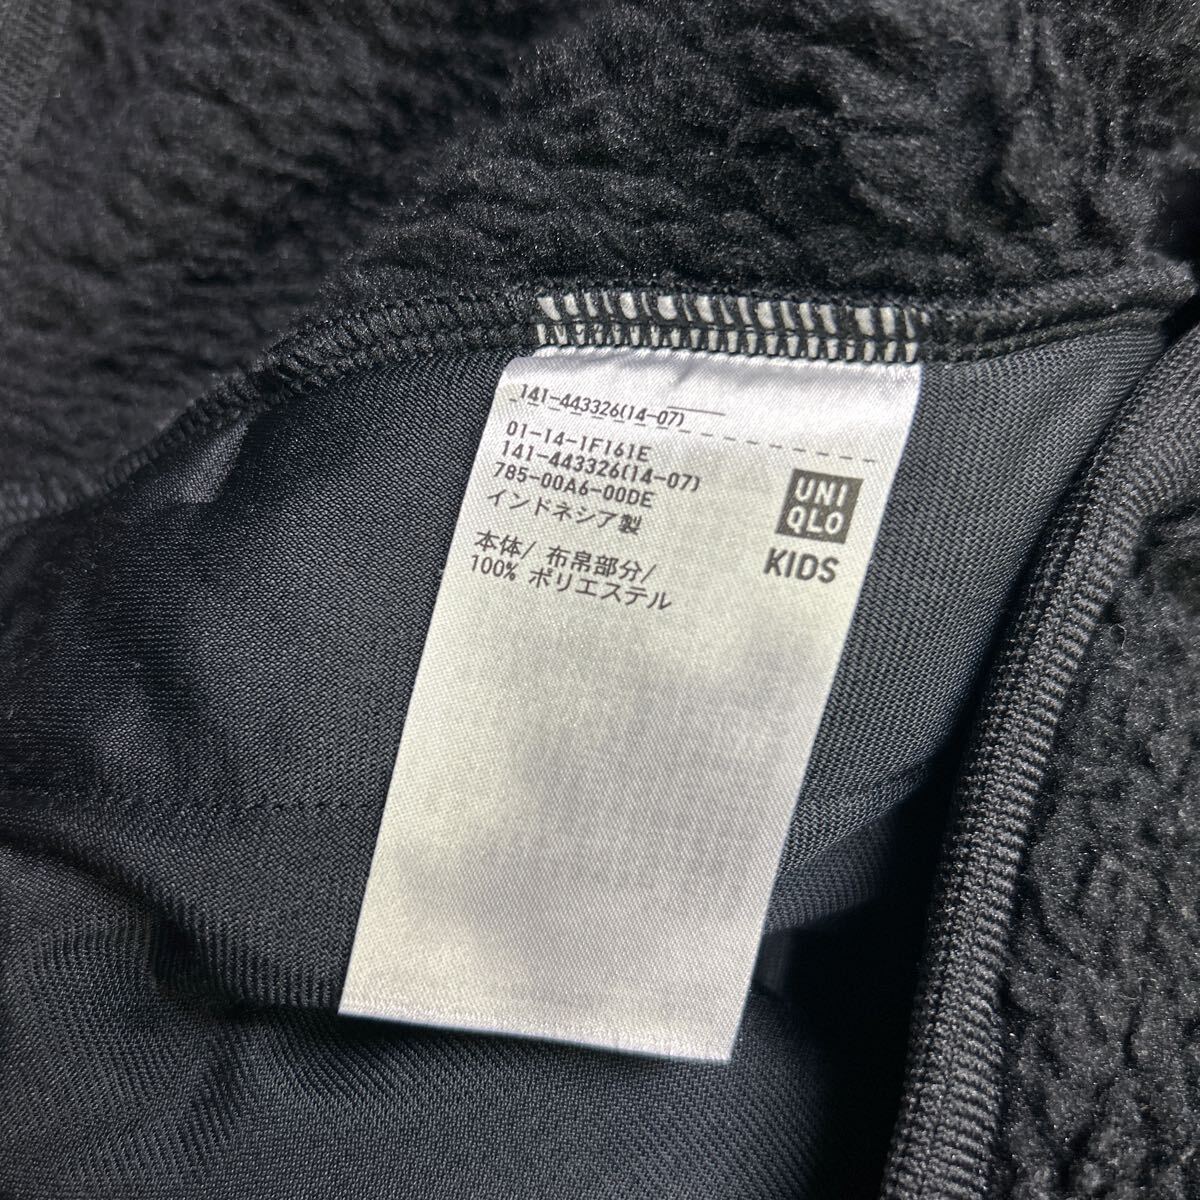 141-443326(14-07)
01-14-1F161E
141-443326(14-07)
785-00A6-00DE
インドネシア製
本体/ 布帛部分/
100% ポリエステル
UNI
QLO
KIDS